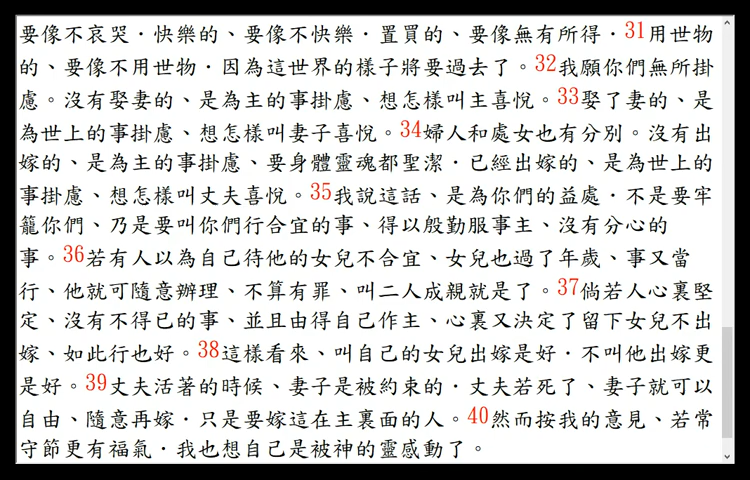 要像不哀哭．快樂的、要像不快樂．置買的、要像無有所得．31用世物
的、要像不用世物．因為這世界的樣子將要過去了。32我願你們無所掛
慮。沒有娶妻的、是為主的事掛慮、想怎樣叫主喜悅。33娶了妻的、是
為世上的事掛慮、想怎樣叫妻子喜悅。34婦人和處女也有分別。沒有出
嫁的、是為主的事掛慮、要身體靈魂都聖潔．已經出嫁的、是為世上的
事掛慮、想怎樣叫丈夫喜悅。35我說這話、是為你們的益處．不是要牢
籠你們、乃是要叫你們行合宜的事、得以殷勤服事主、沒有分心的
事。36若有人以為自己待他的女兒不合宜、女兒也過了年歲、事又當
行、他就可隨意辦理、不算有罪、叫二人成親就是了。37倘若人心裏堅
定、沒有不得已的事、並且由得自己作主、心裏又決定了留下女兒不出
嫁、如此行也好。38這樣看來、叫自己的女兒出嫁是好．不叫他出嫁更
是好。39丈夫活著的時候、妻子是被約束的．丈夫若死了、妻子就可以
自由、隨意再嫁．只是要嫁這在主裏面的人。40然而按我的意見、若常
守節更有福氣．我也想自己是被神的靈感動了。